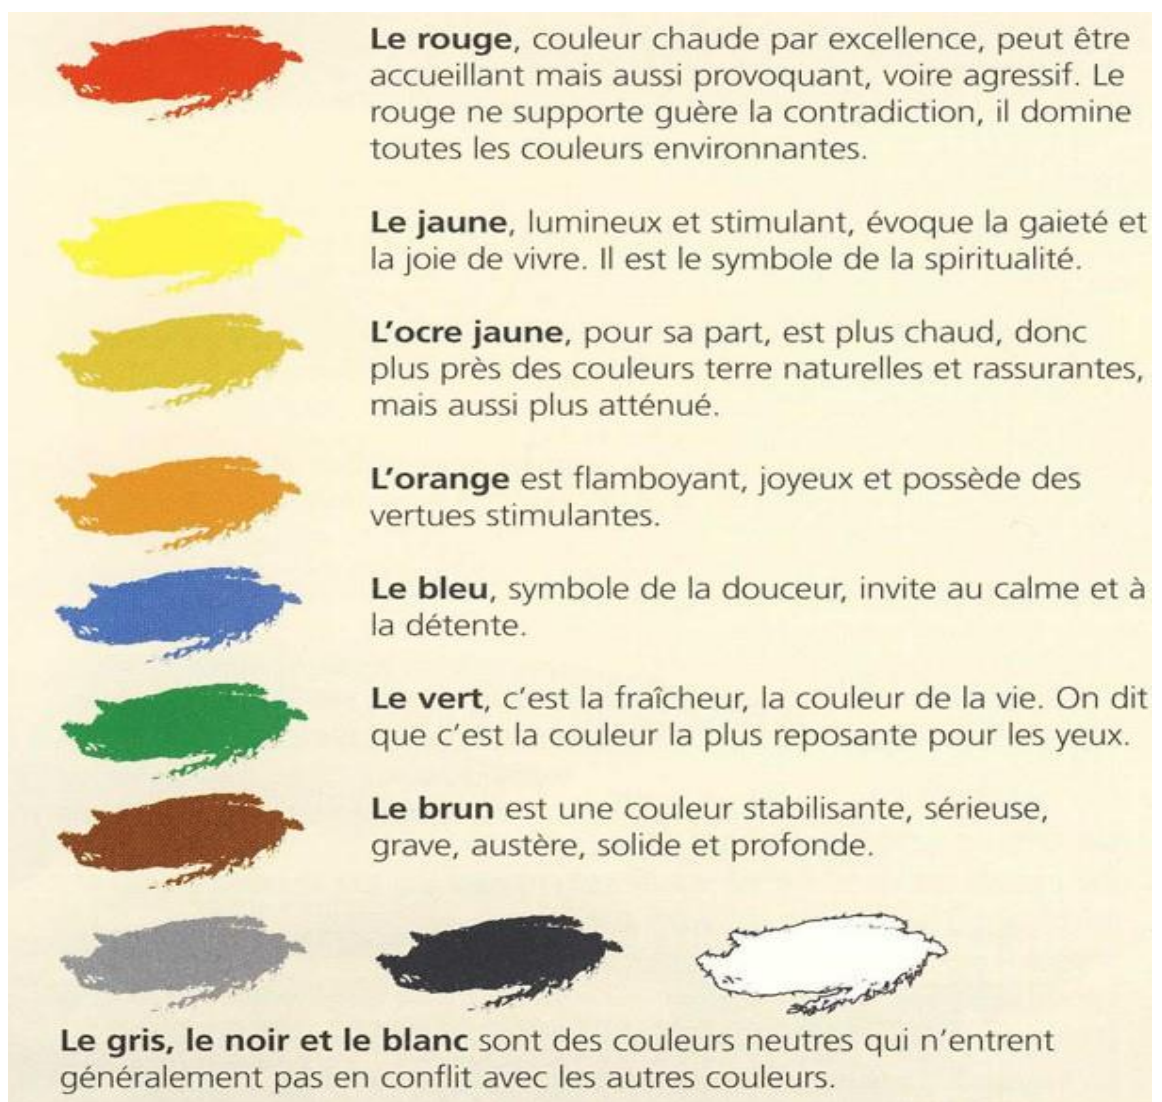 Le rouge, couleur chaude par excellence, peut être
accueillant mais aussi provoquant, voire agressif. Le
rouge ne supporte guère la contradiction, il domine
toutes les couleurs environnantes.
Le jaune, lumineux et stimulant, évoque la gaieté et
la joie de vivre. Il est le symbole de la spiritualité.
L'ocre jaune, pour sa part, est plus chaud, donc
plus près des couleurs terre naturelles et rassurantes,
mais aussi plus atténué.
L'orange est flamboyant, joyeux et possède des
vertues stimulantes.
Le bleu, symbole de la douceur, invite au calme et à
la détente.
Le vert, c'est la fraîcheur, la couleur de la vie. On dit
que c'est la couleur la plus reposante pour les yeux.
Le brun est une couleur stabilisante, sérieuse,
grave, austère, solide et profonde.
Le gris, le noir et le blanc sont des couleurs neutres qui n'entrent
généralement pas en conflit avec les autres couleurs.